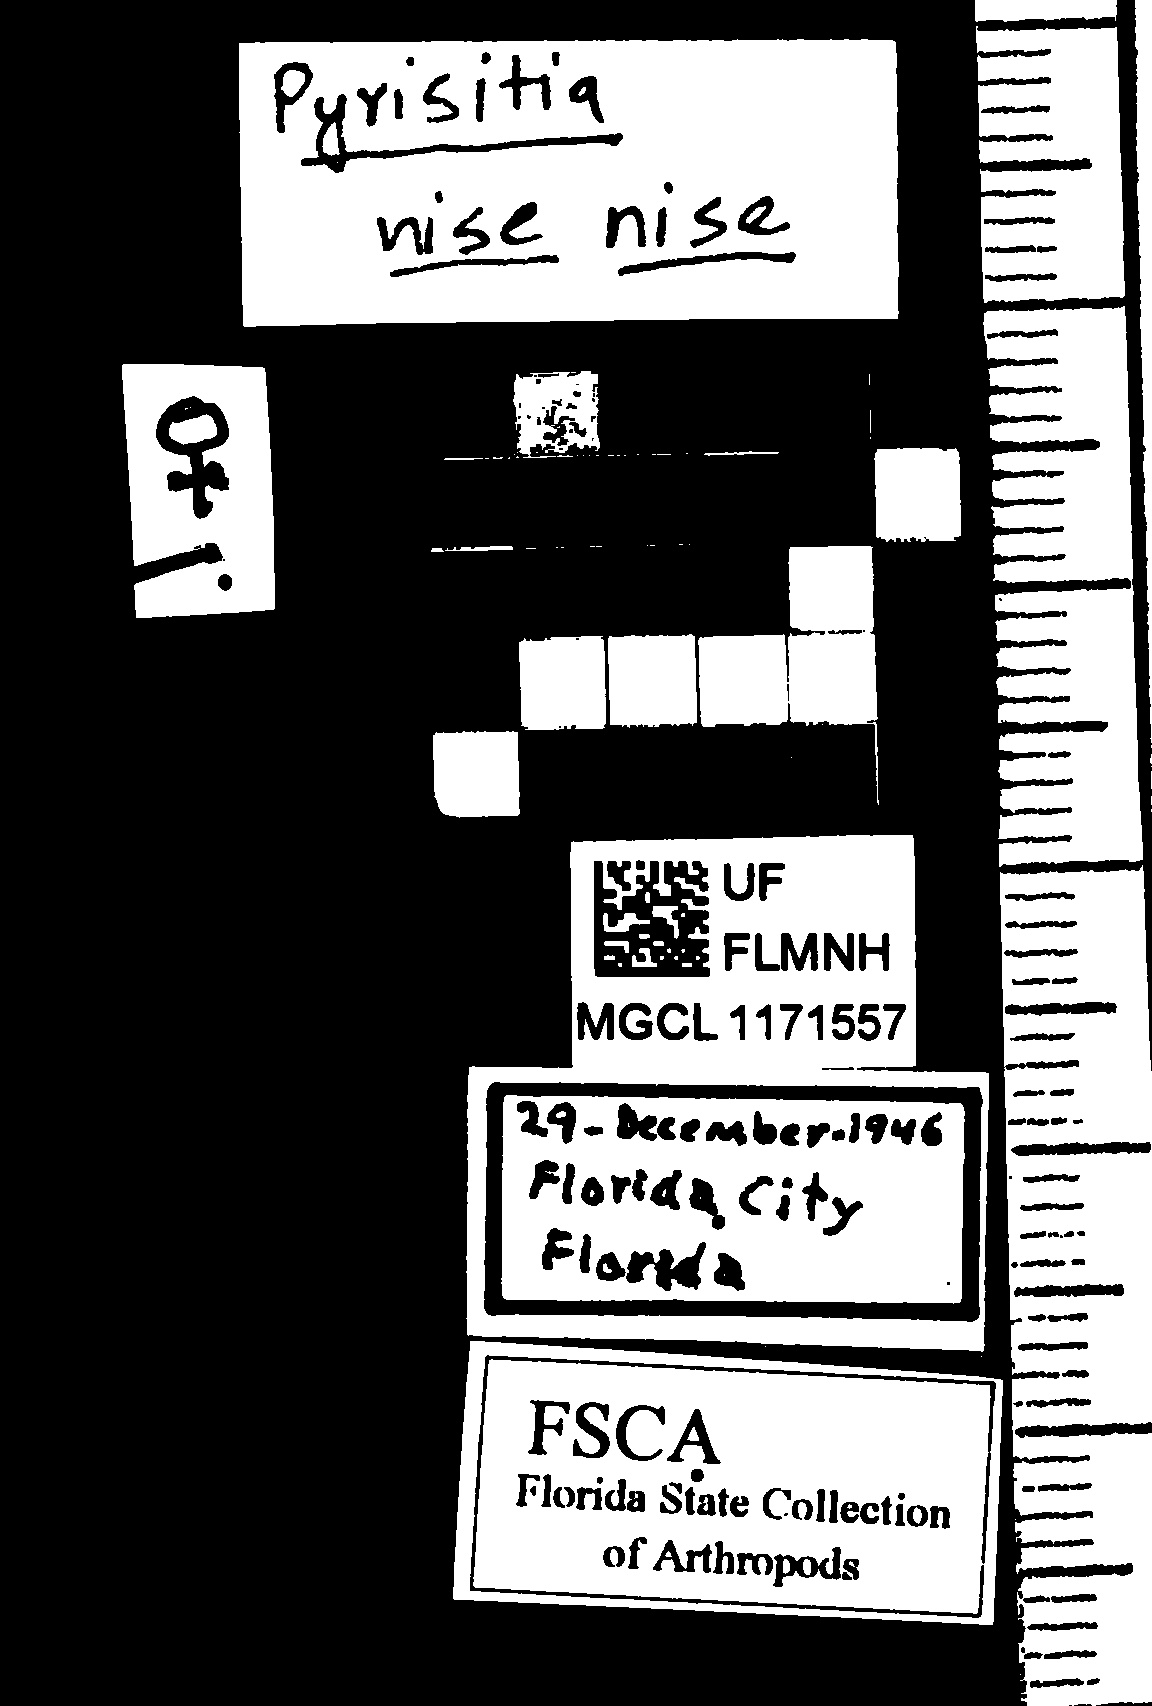 Pyrisitia
nise nise
♀
UF
FLMNH
MGCL 1171557
29-December-1946
Florida City
Florida
FSCA
Florida State Collection
of Arthropods